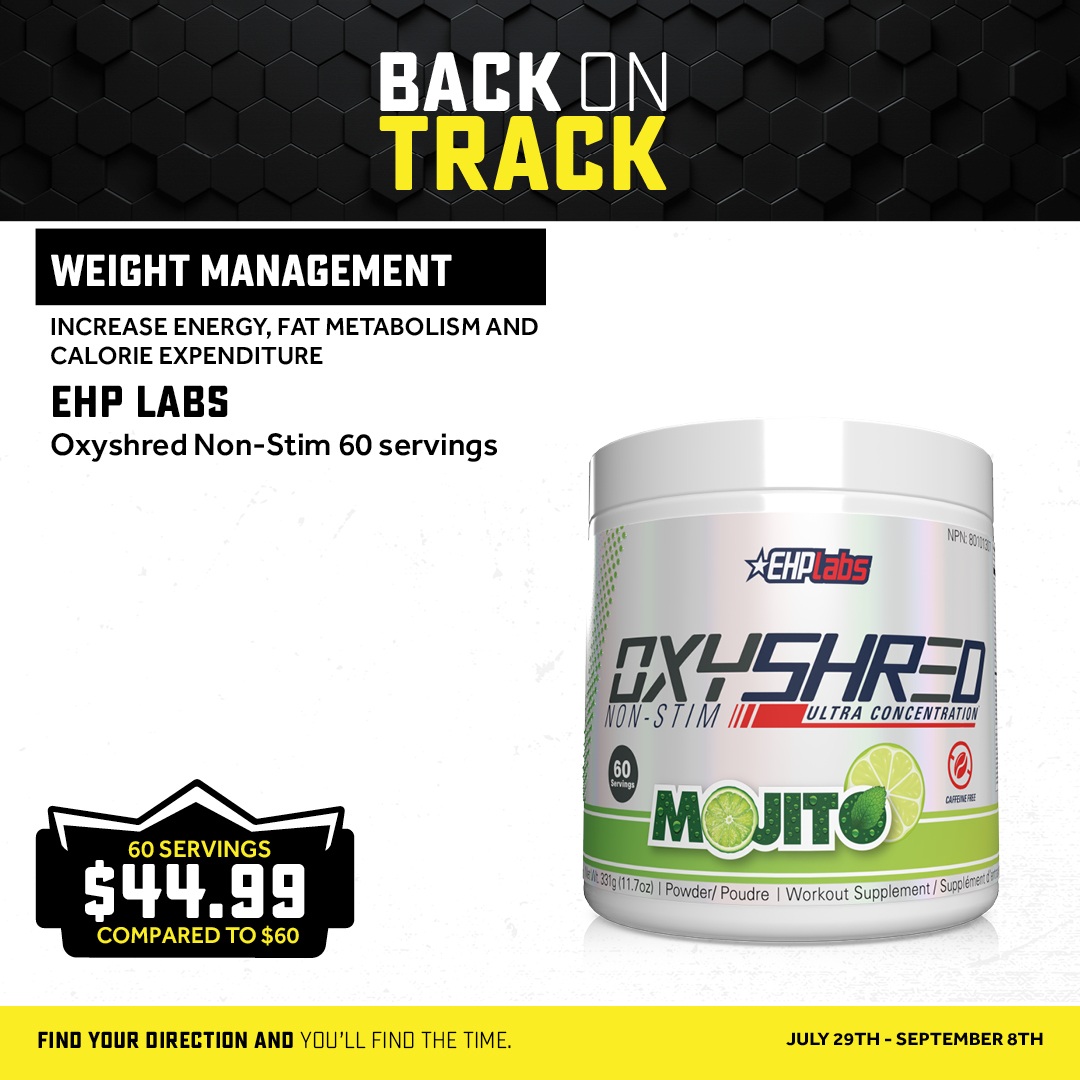 BACK ON
TRACK
WEIGHT MANAGEMENT
INCREASE ENERGY, FAT METABOLISM AND
CALORIE EXPENDITURE
EHP LABS
Oxyshred Non-Stim 60 servings
NPN:
EHPlabs
OXYSHRED
NON-STIM ULTRA CONCENTRATION
60
Servings
CAFFEINE FREE
MOJITO
Wt. 331g (11.7oz) | Powder/ Poudre | Workout Supplement / Supplément
60 SERVINGS
$44.99
COMPARED TO $60
FIND YOUR DIRECTION AND YOU'LL FIND THE TIME.
JULY 29TH - SEPTEMBER 8TH